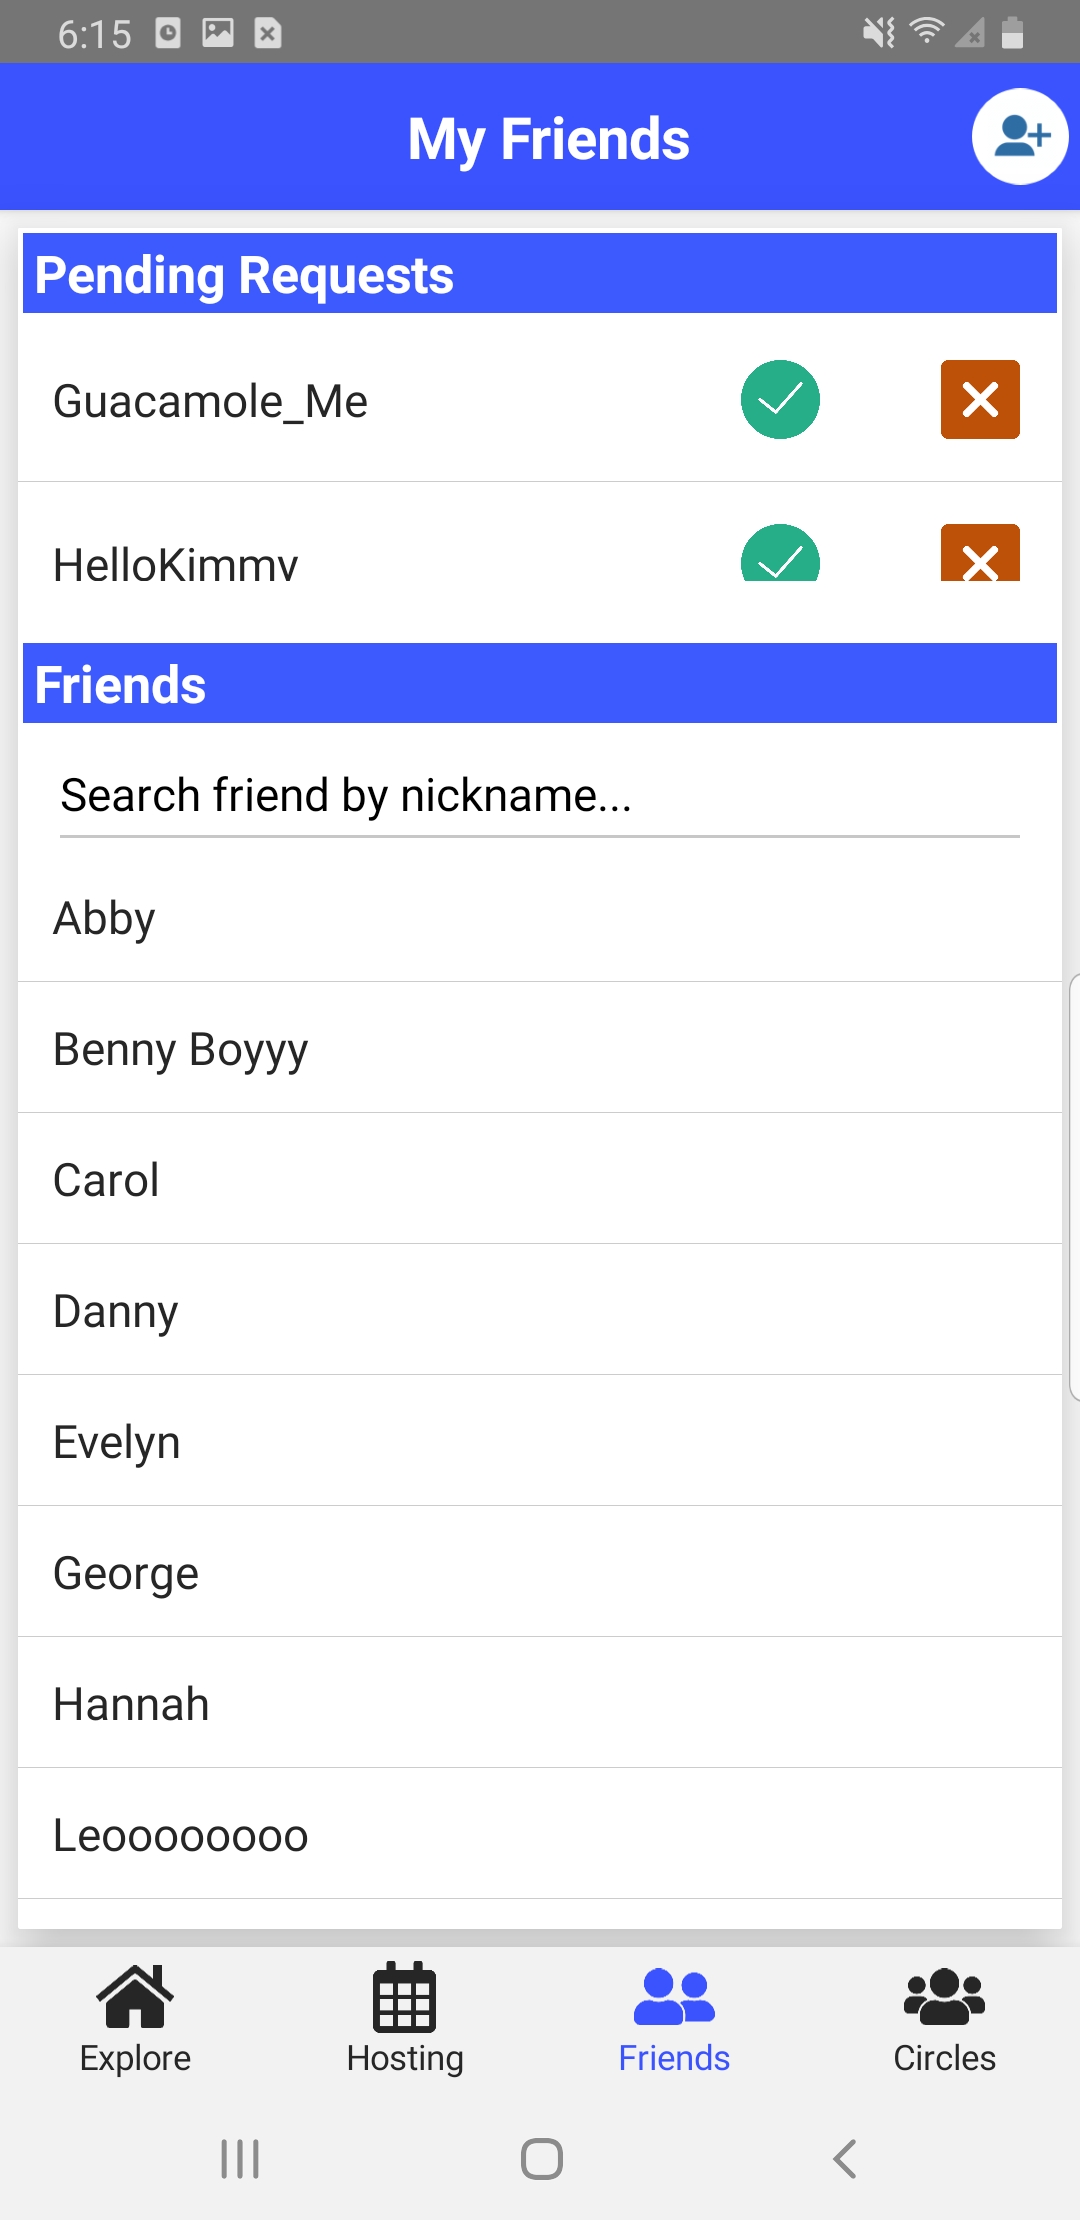 6:15
My Friends
Pending Requests
Guacamole_Me
HelloKimmy
Friends
Search friend by nickname...
Abby
Benny Boyyy
Carol
Danny
Evelyn
George
Hannah
Leoooooooo
Explore
Hosting
Friends
Circles